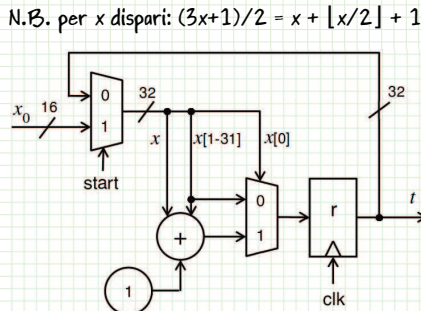 N.B. per x dispari: (3x+1)/2 = x + ⌊x/2⌋ + 1
0
32
x₀ 16
1
32
x
x[1-31]
x[0]
start
0
r
t
+
1
1
clk